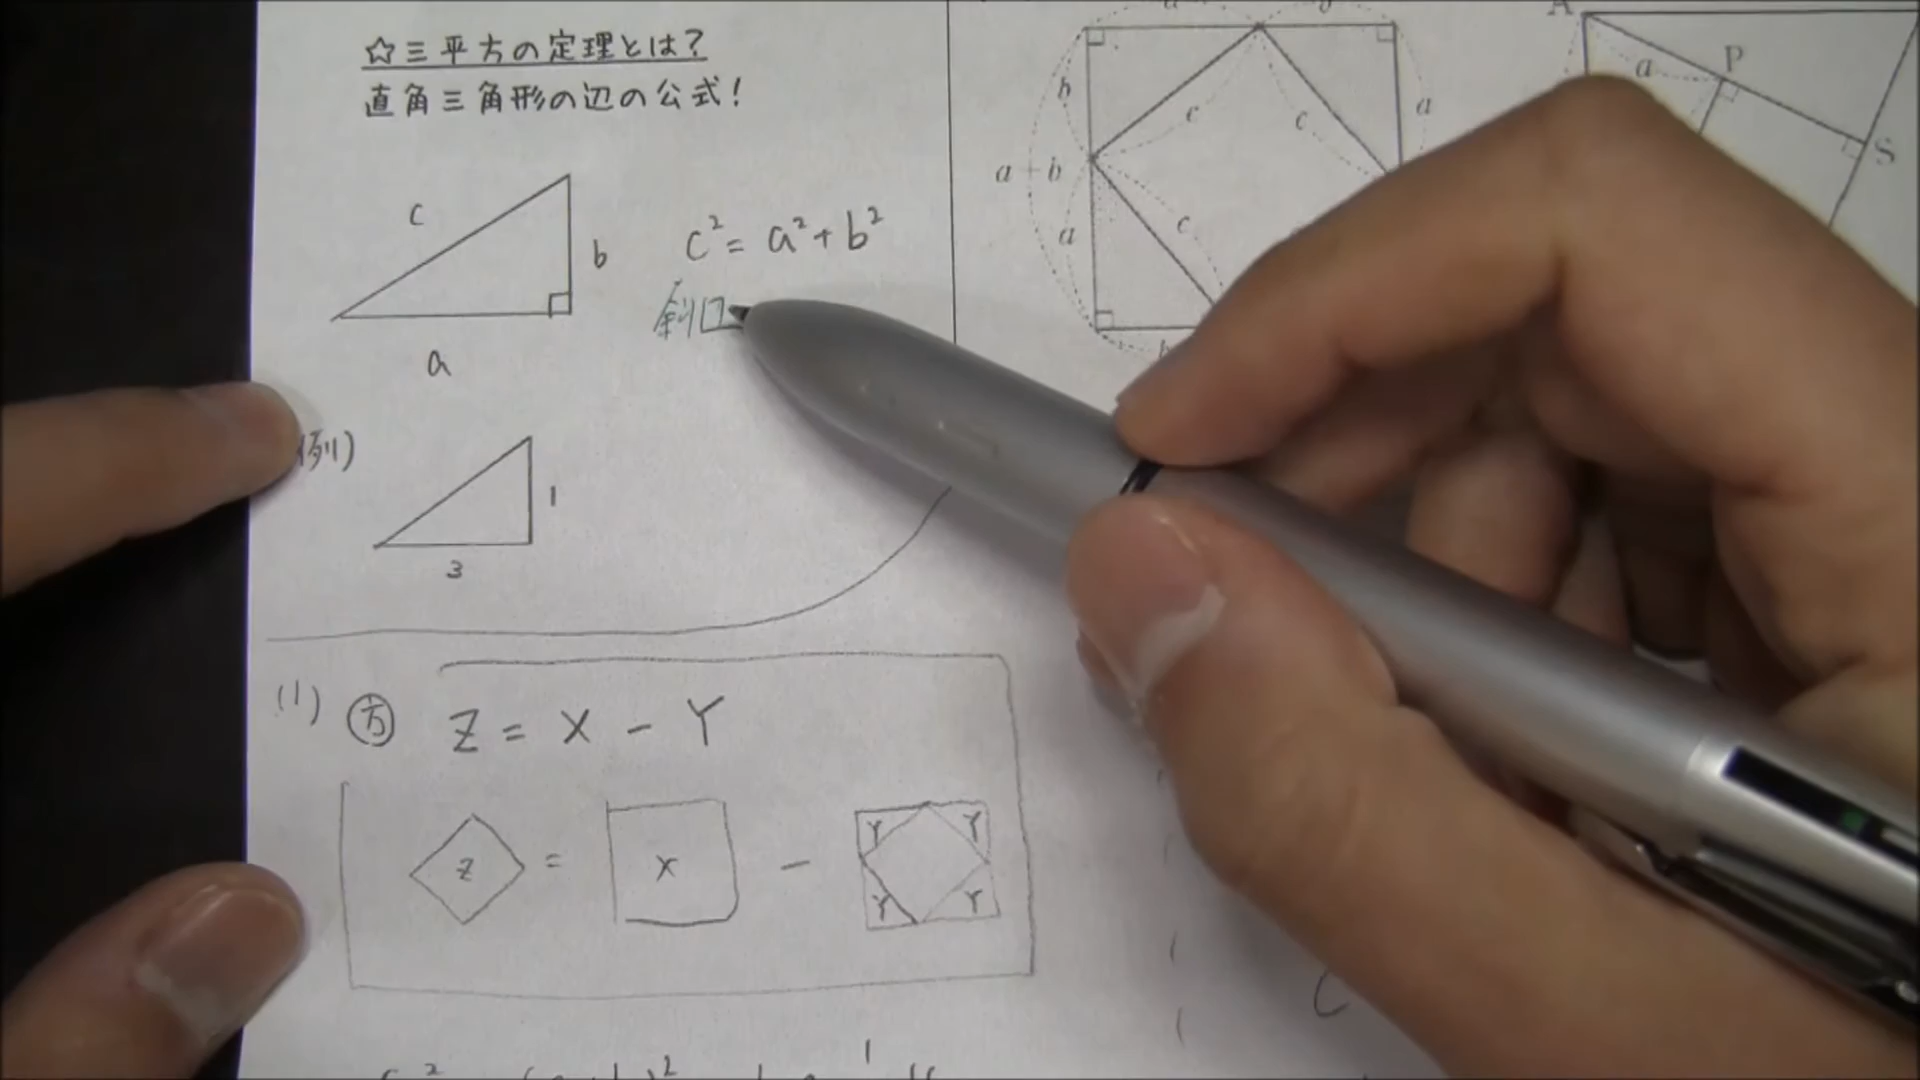 ☆三平方の定理とは?
直角三角形の辺の公式!
c
b
a
c² = a² + b²
斜
例)
1
3
(1) 方 Z = X - Y
Z = X - Y Y Y Y
b
c
c
a
a + b
a
c
A
a
P
S